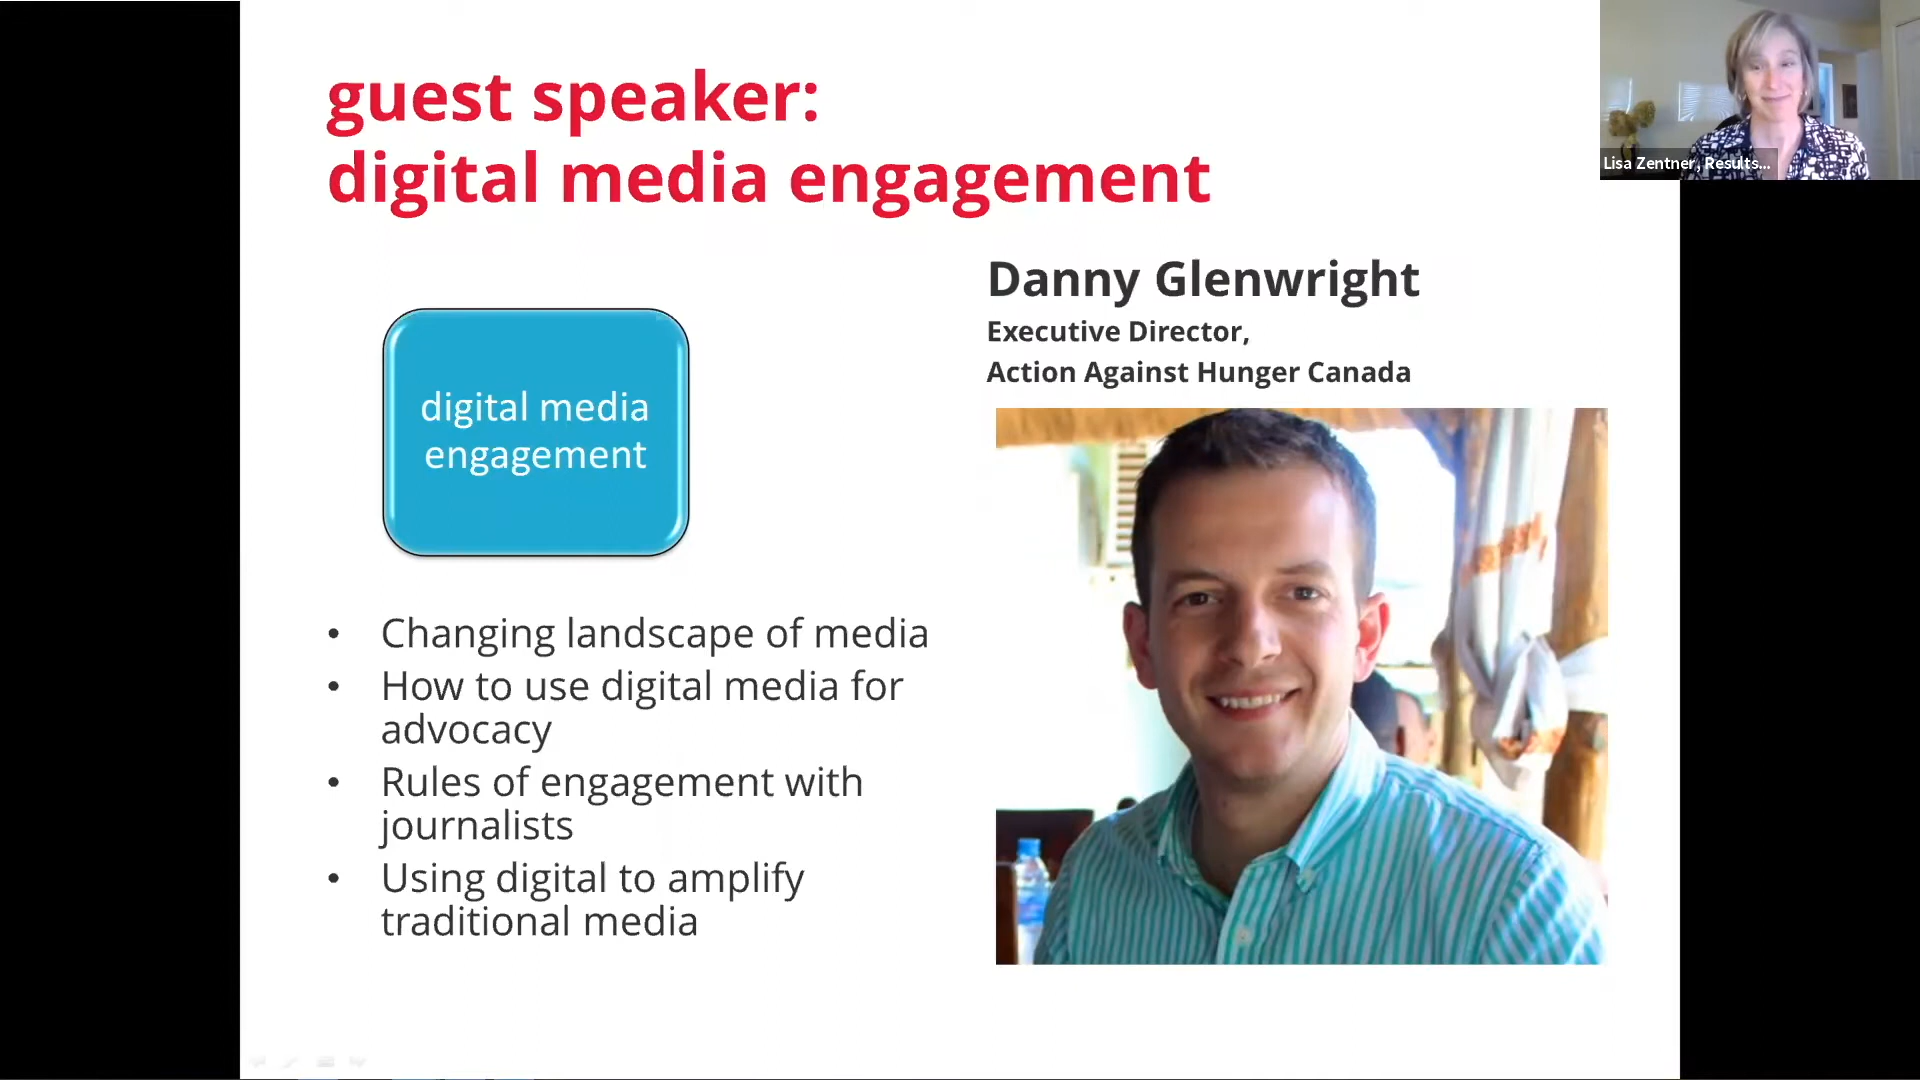 guest speaker:
digital media engagement
Lisa Zentner, Results...
Danny Glenwright
Executive Director,
Action Against Hunger Canada
digital media
engagement
• Changing landscape of media
• How to use digital media for
advocacy
• Rules of engagement with
journalists
• Using digital to amplify
traditional media